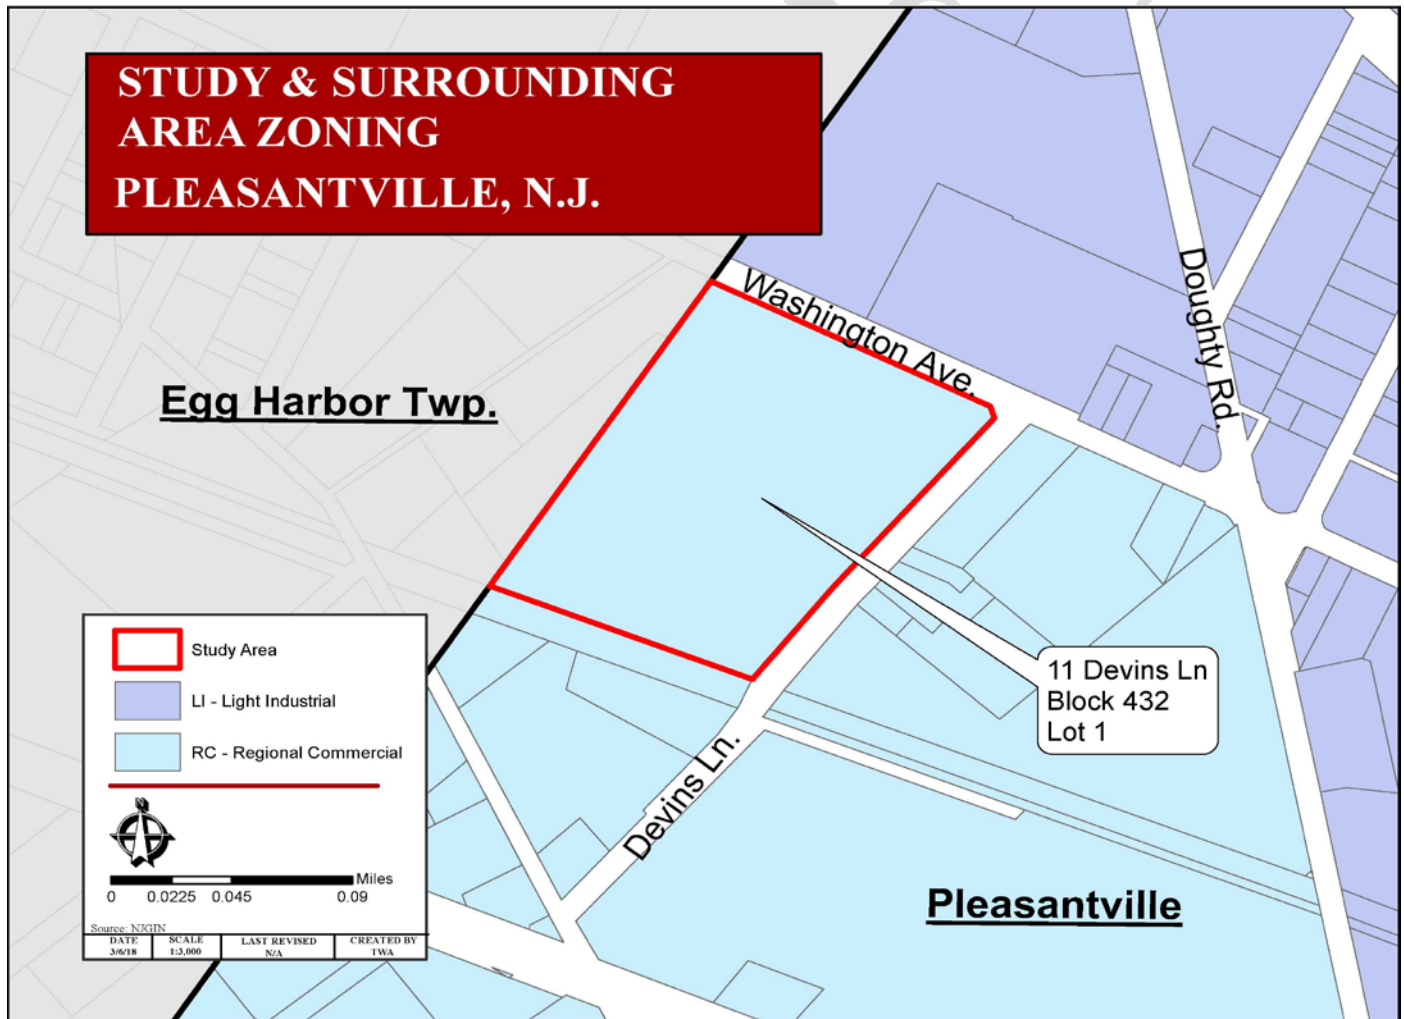 STUDY & SURROUNDING
AREA ZONING
PLEASANTVILLE, N.J.
Washington Ave.
Doughty Rd.
Egg Harbor Twp.
11 Devins Ln
Block 432
Lot 1
Devins Ln.
Pleasantville
Study Area
LI - Light Industrial
RC - Regional Commercial
N
Miles
0 0.0225 0.045 0.09
Source: NJGIN
DATE SCALE LAST REVISED CREATED BY
3/6/18 1:3,000 N/A TWA